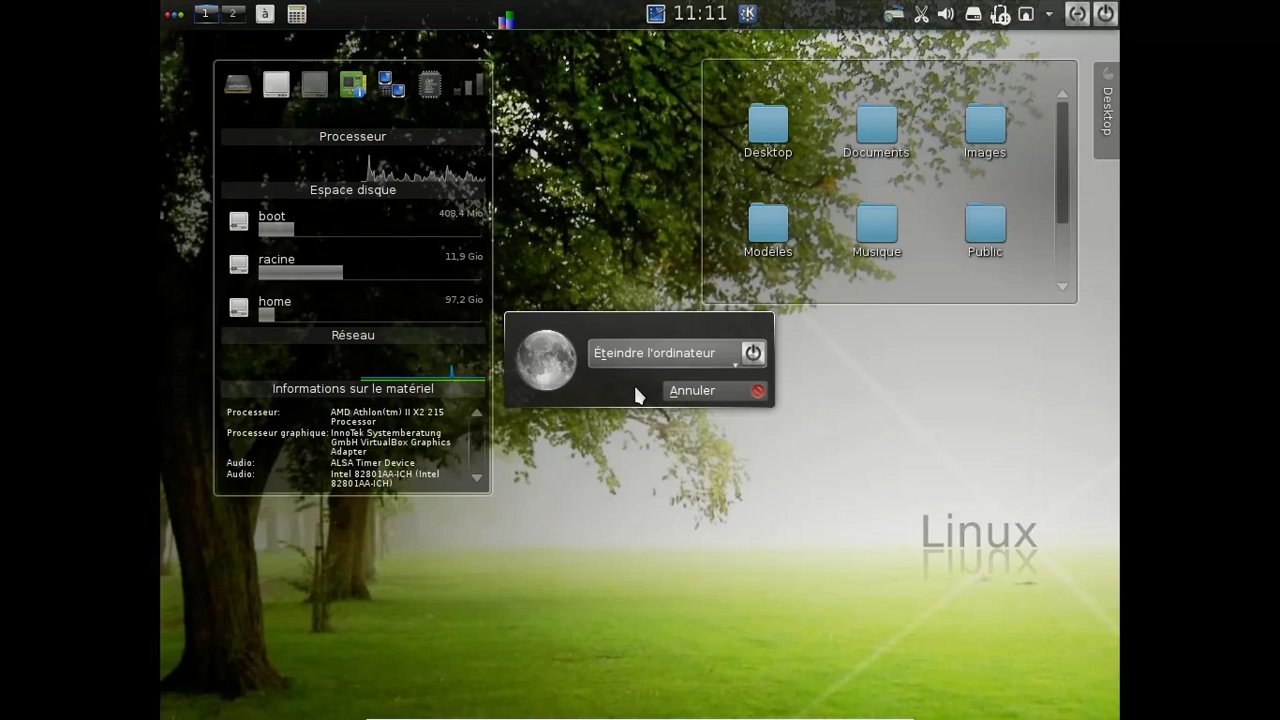 1 2 à 11:11
Desktop
Processeur
Espace disque
boot 408,4 Mio
racine 11,9 Gio
home 97,2 Gio
Réseau
Informations sur le matériel
Processeur: AMD Athlon(tm) II X2 215
Processor
Processeur graphique: InnoTek Systemberatung
GmbH VirtualBox Graphics
Adapter
Audio: ALSA Timer Device
Audio: Intel 82801AA-ICH (Intel
82801AA-ICH)
Desktop Documents Images
Modèles Musique Public
Éteindre l'ordinateur
Annuler
Linux